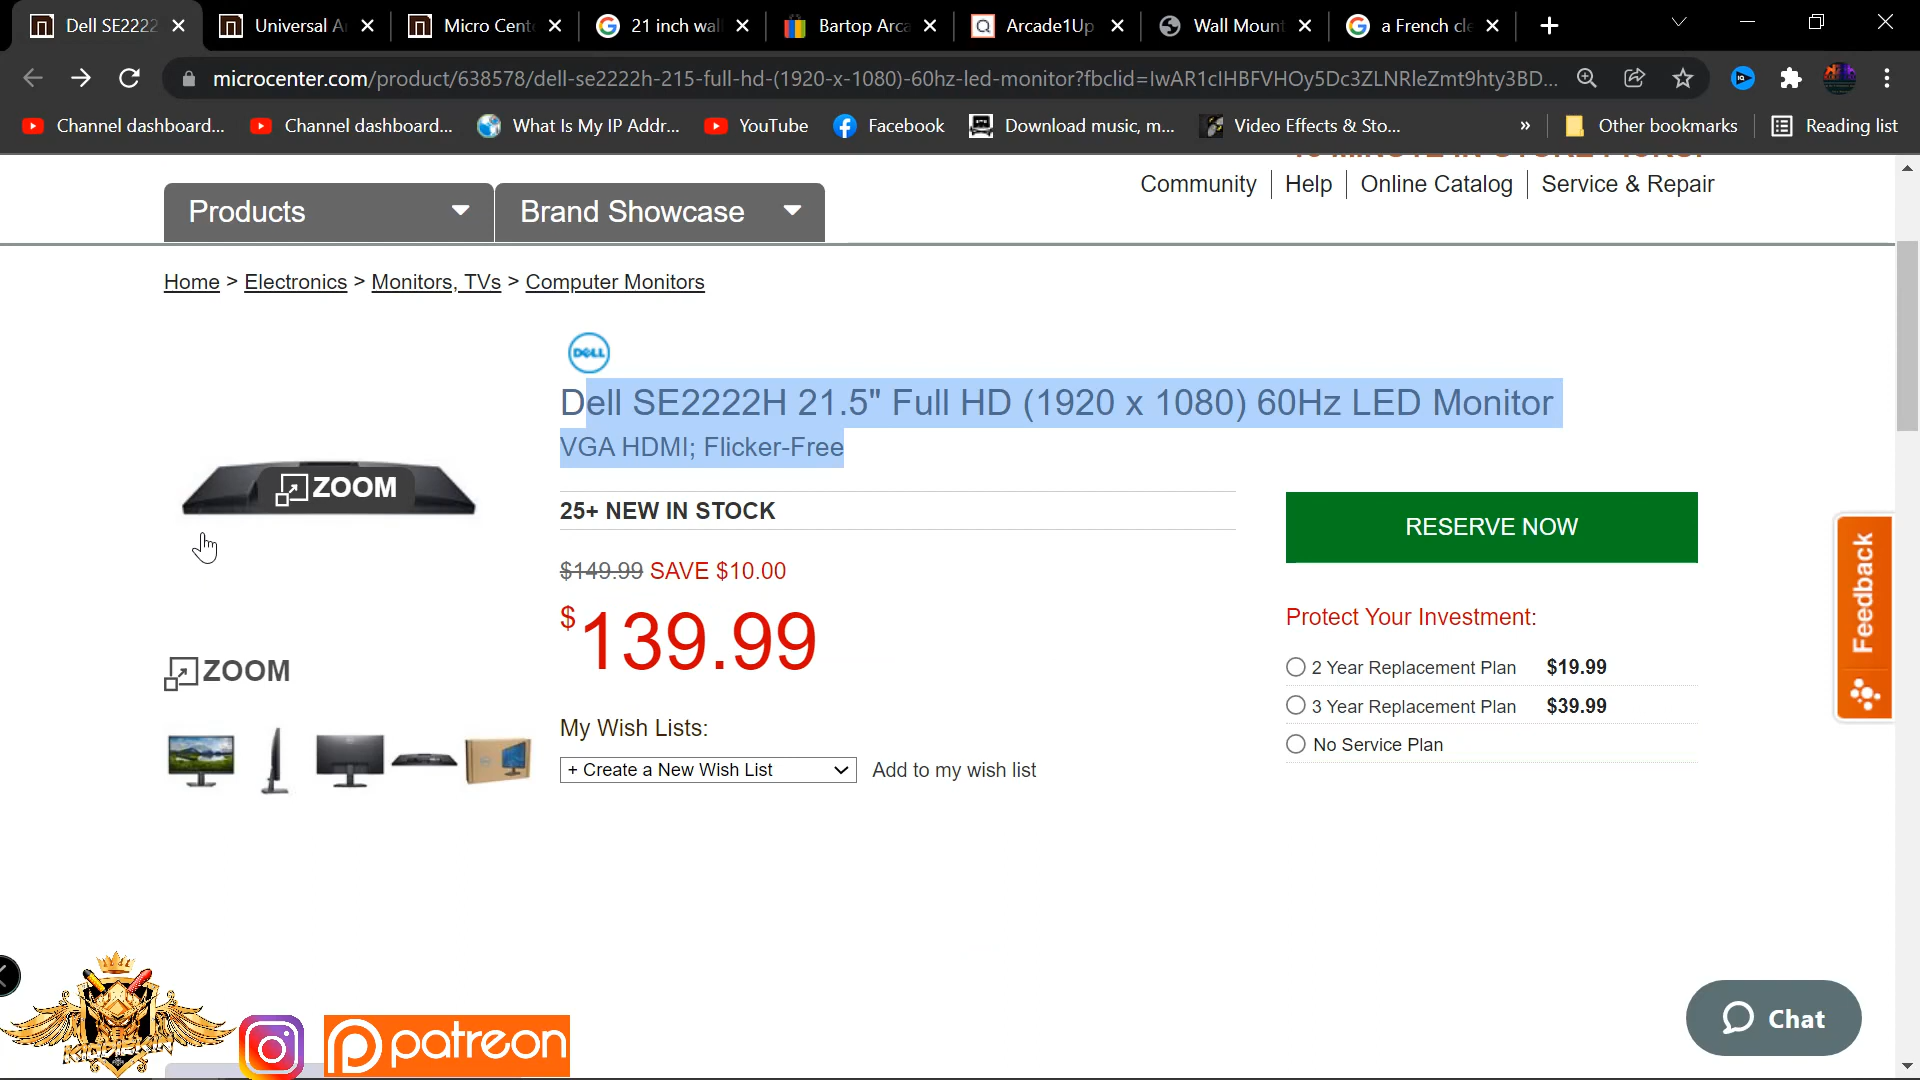 Dell SE2222
Universal A
Micro Cent
21 inch wal
Bartop Arca
Arcade1Up
Wall Mount
a French cle
microcenter.com/product/638578/dell-se2222h-215-full-hd-(1920-x-1080)-60hz-led-monitor?fbclid=IwAR1cIHBFVHOy5Dc3ZLNRleZmt9hty3BD...
Channel dashboard...
Channel dashboard...
What Is My IP Addr...
YouTube
Facebook
Download music, m...
Video Effects & Sto...
»
Other bookmarks
Reading list
Products
Brand Showcase
Community
Help
Online Catalog
Service & Repair
Home > Electronics > Monitors, TVs > Computer Monitors
DELL
Dell SE2222H 21.5" Full HD (1920 x 1080) 60Hz LED Monitor
VGA HDMI; Flicker-Free
ZOOM
25+ NEW IN STOCK
RESERVE NOW
$149.99 SAVE $10.00
$139.99
Protect Your Investment:
2 Year Replacement Plan $19.99
3 Year Replacement Plan $39.99
No Service Plan
Feedback
ZOOM
My Wish Lists:
+ Create a New Wish List
Add to my wish list
KIDDISKIN
patreon
Chat